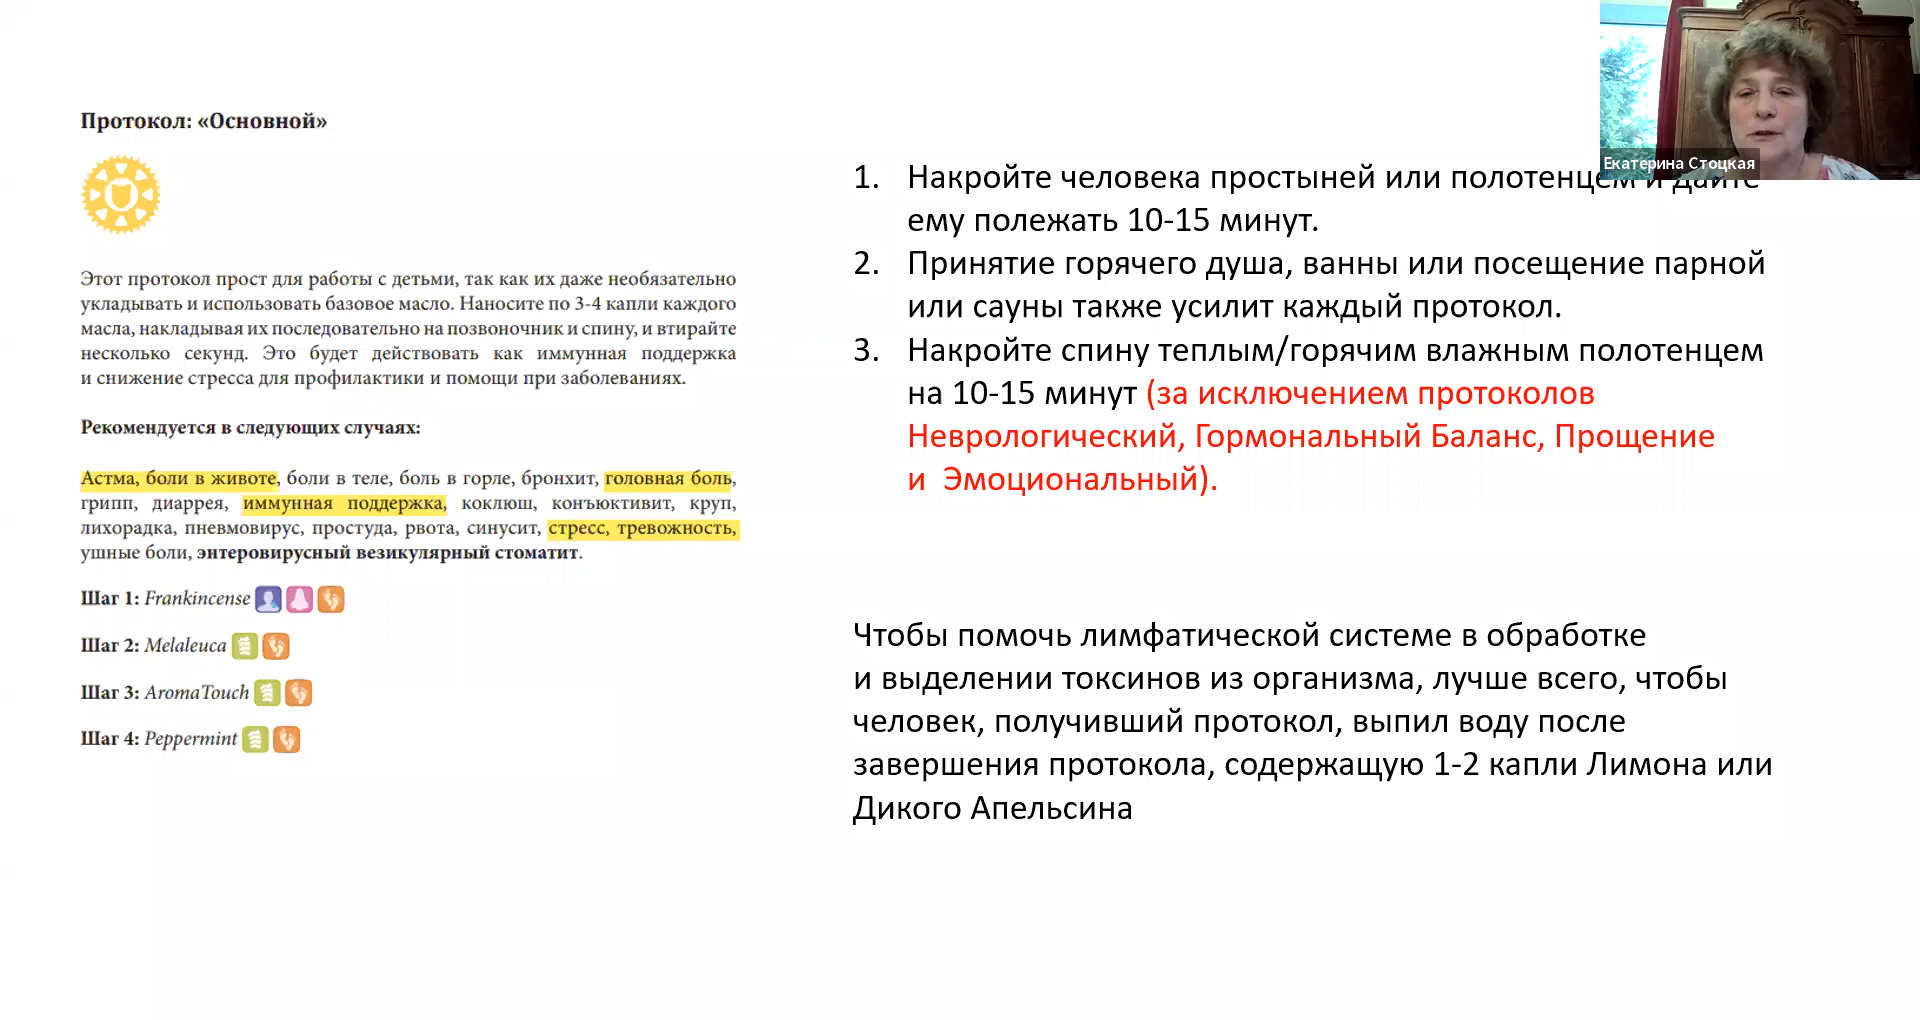 Протокол: «Основной»
Этот протокол прост для работы с детьми, так как их даже необязательно
укладывать и использовать базовое масло. Наносите по 3-4 капли каждого
масла, накладывая их последовательно на позвоночник и спину, и втирайте
несколько секунд. Это будет действовать как иммунная поддержка
и снижение стресса для профилактики и помощи при заболеваниях.
Рекомендуется в следующих случаях:
Астма, боли в животе, боли в теле, боль в горле, бронхит, головная боль,
грипп, диаррея, иммунная поддержка, коклюш, конъюктивит, круп,
лихорадка, пневмовирус, простуда, рвота, синусит, стресс, тревожность,
ушные боли, энтеровирусный везикулярный стоматит.
Шаг 1: Frankincense
Шаг 2: Melaleuca
Шаг 3: AromaTouch
Шаг 4: Peppermint
Екатерина Стоцкая
1. Накройте человека простыней или полотенцем и дайте
ему полежать 10-15 минут.
2. Принятие горячего душа, ванны или посещение парной
или сауны также усилит каждый протокол.
3. Накройте спину теплым/горячим влажным полотенцем
на 10-15 минут (за исключением протоколов
Неврологический, Гормональный Баланс, Прощение
и Эмоциональный).
Чтобы помочь лимфатической системе в обработке
и выделении токсинов из организма, лучше всего, чтобы
человек, получивший протокол, выпил воду после
завершения протокола, содержащую 1-2 капли Лимона или
Дикого Апельсина